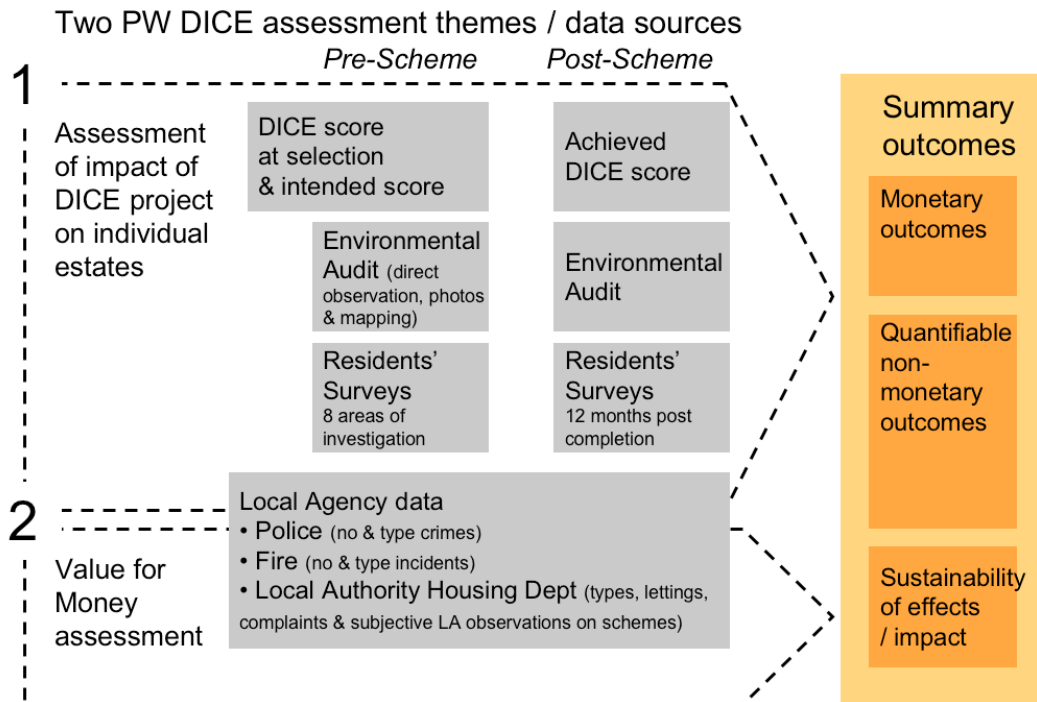 Two PW DICE assessment themes / data sources
Pre-Scheme
Post-Scheme
1
Assessment
of impact of
DICE project
on individual
estates
DICE score
at selection
& intended score
Achieved
DICE score
Environmental
Audit (direct
observation, photos
& mapping)
Environmental
Audit
Residents’
Surveys
8 areas of
investigation
Residents’
Surveys
12 months post
completion
2
Value for
Money
assessment
Local Agency data
• Police (no & type crimes)
• Fire (no & type incidents)
• Local Authority Housing Dept (types, lettings,
complaints & subjective LA observations on schemes)
Summary
outcomes
Monetary
outcomes
Quantifiable
non-
monetary
outcomes
Sustainability
of effects
/ impact